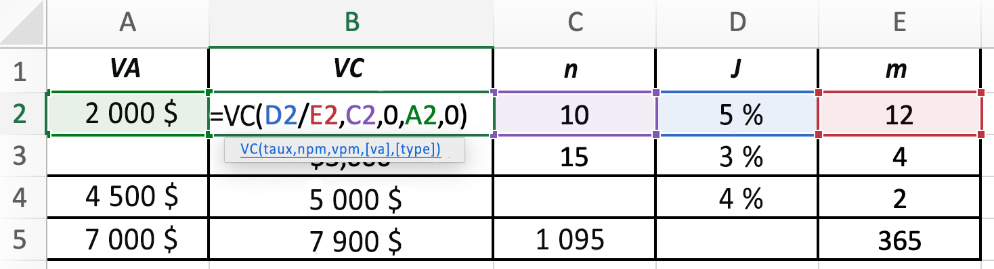 A B C D E
1 VA VC n J m
2 2 000 $ =VC(D2/E2,C2,0,A2,0) 10 5 % 12
VC(taux,npm,vpm,[va],[type])
3 15 3 % 4
4 4 500 $ 5 000 $ 4 % 2
5 7 000 $ 7 900 $ 1 095 365